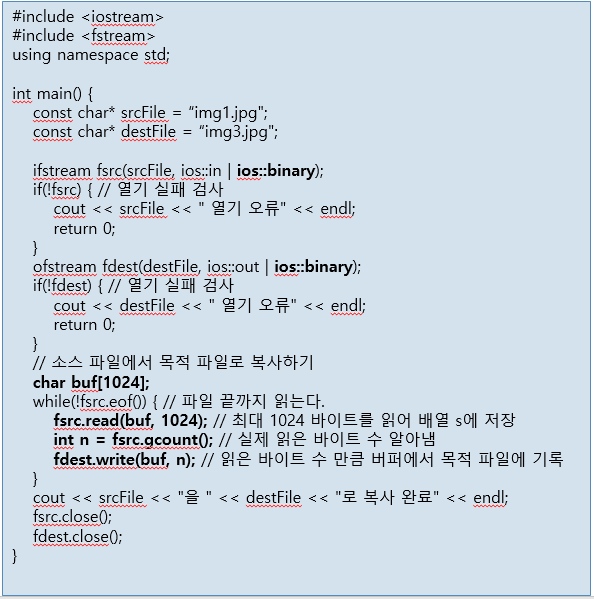 #include <iostream>
#include <fstream>
using namespace std;
int main() {
const char* srcFile = “img1.jpg";
const char* destFile = “img3.jpg";
ifstream fsrc(srcFile, ios::in | ios::binary);
if(!fsrc) { // 열기 실패 검사
cout << srcFile << " 열기 오류" << endl;
return 0;
}
ofstream fdest(destFile, ios::out | ios::binary);
if(!fdest) { // 열기 실패 검사
cout << destFile << " 열기 오류" << endl;
return 0;
}
// 소스 파일에서 목적 파일로 복사하기
char buf[1024];
while(!fsrc.eof()) { // 파일 끝까지 읽는다.
fsrc.read(buf, 1024); // 최대 1024 바이트를 읽어 배열 s에 저장
int n = fsrc.gcount(); // 실제 읽은 바이트 수 알아냄
fdest.write(buf, n); // 읽은 바이트 수 만큼 버퍼에서 목적 파일에 기록
}
cout << srcFile << "을 " << destFile << "로 복사 완료" << endl;
fsrc.close();
fdest.close();
}